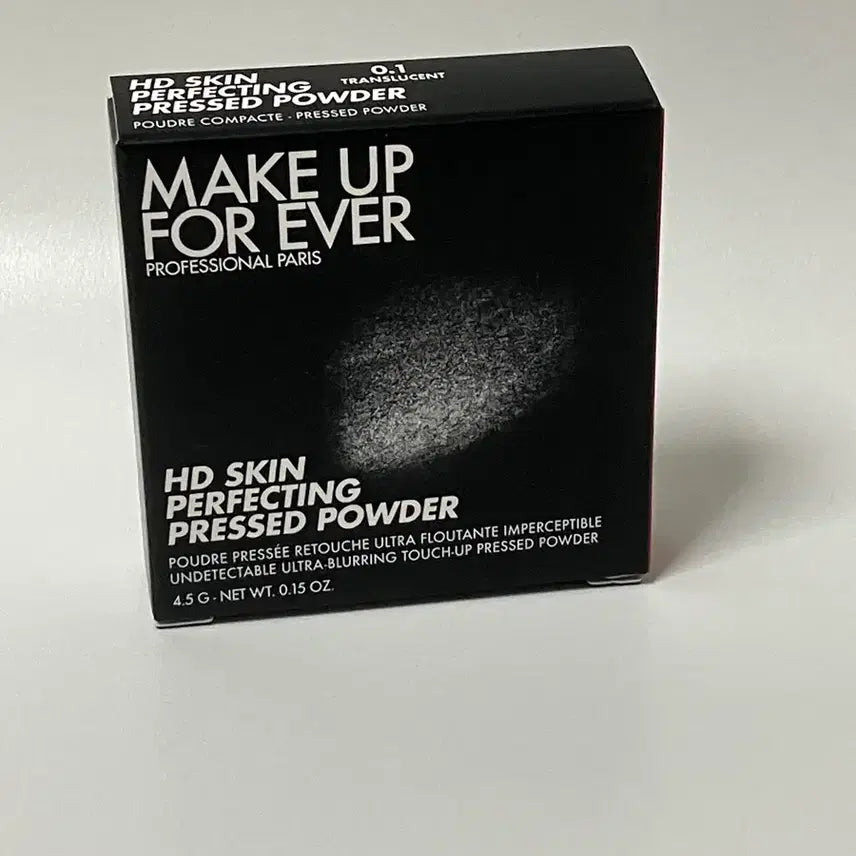 HD SKIN
PERFECTING
PRESSED POWDER
POUDRE COMPACTE - PRESSED POWDER
0.1
TRANSLUCENT
MAKE UP
FOR EVER
PROFESSIONAL PARIS
HD SKIN
PERFECTING
PRESSED POWDER
POUDRE PRESSÉE RETOUCHE ULTRA FLOUTANTE IMPERCEPTIBLE
UNDETECTABLE ULTRA-BLURRING TOUCH-UP PRESSED POWDER
4.5 G - NET WT. 0.15 OZ.